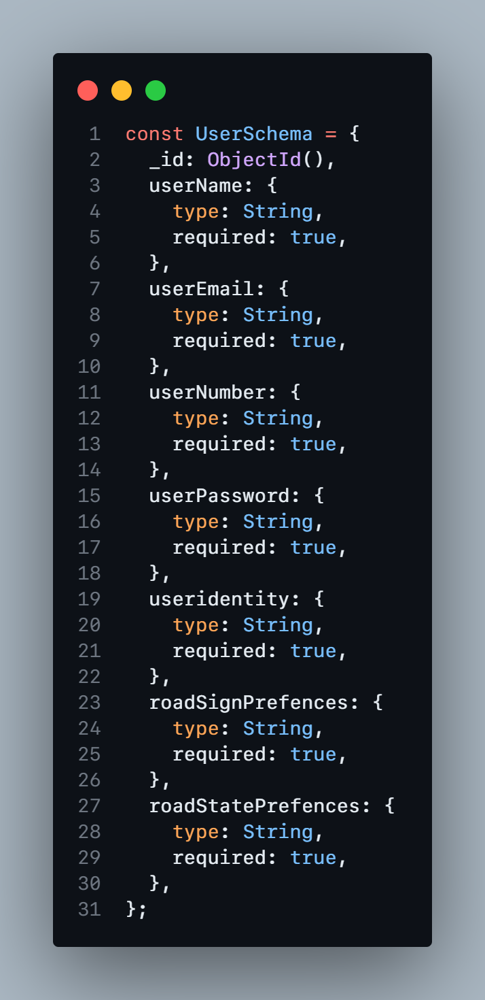 1 const UserSchema = {
2   _id: ObjectId(),
3   userName: {
4     type: String,
5     required: true,
6   },
7   userEmail: {
8     type: String,
9     required: true,
10   },
11   userNumber: {
12     type: String,
13     required: true,
14   },
15   userPassword: {
16     type: String,
17     required: true,
18   },
19   useridentity: {
20     type: String,
21     required: true,
22   },
23   roadSignPrefences: {
24     type: String,
25     required: true,
26   },
27   roadStatePrefences: {
28     type: String,
29     required: true,
30   },
31 };